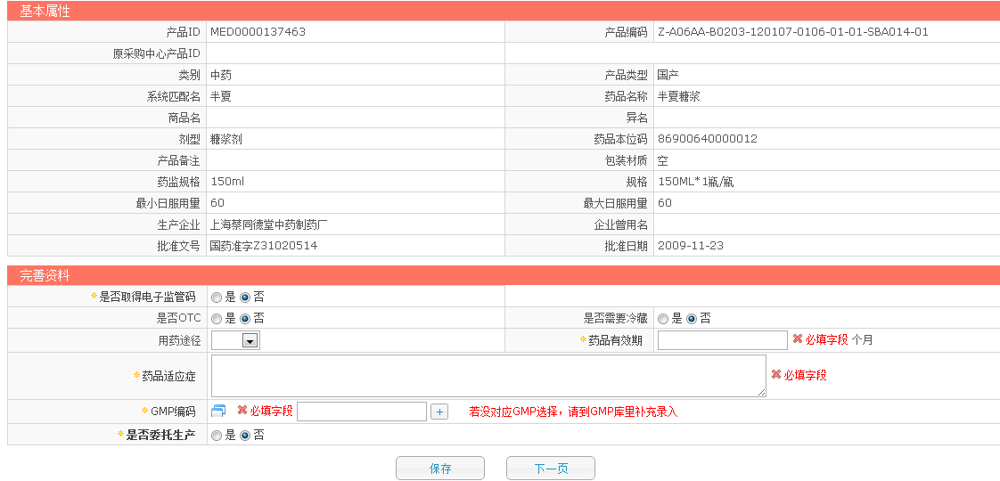 基本属性
产品ID MED0000137463 产品编码 Z-A06AA-B0203-120107-0106-01-01-SBA014-01
原采购中心产品ID
类别 中药 产品类型 国产
系统匹配名 半夏 药品名称 半夏糖浆
商品名 异名
剂型 糖浆剂 药品本位码 86900640000012
产品备注 包装材质 空
药监规格 150ml 规格 150ML*1瓶/瓶
最小日服用量 60 最大日服用量 60
生产企业 上海蔡同德堂中药制药厂 企业曾用名
批准文号 国药准字Z31020514 批准日期 2009-11-23
完善资料
*是否取得电子监管码 是 否
是否OTC 是 否 是否需要冷藏 是 否
用药途径 *药品有效期 必填字段 个月
*药品适应症 必填字段
*GMP编码 必填字段 + 若没对应GMP选择，请到GMP库里补充录入
*是否委托生产 是 否
保存 下一页